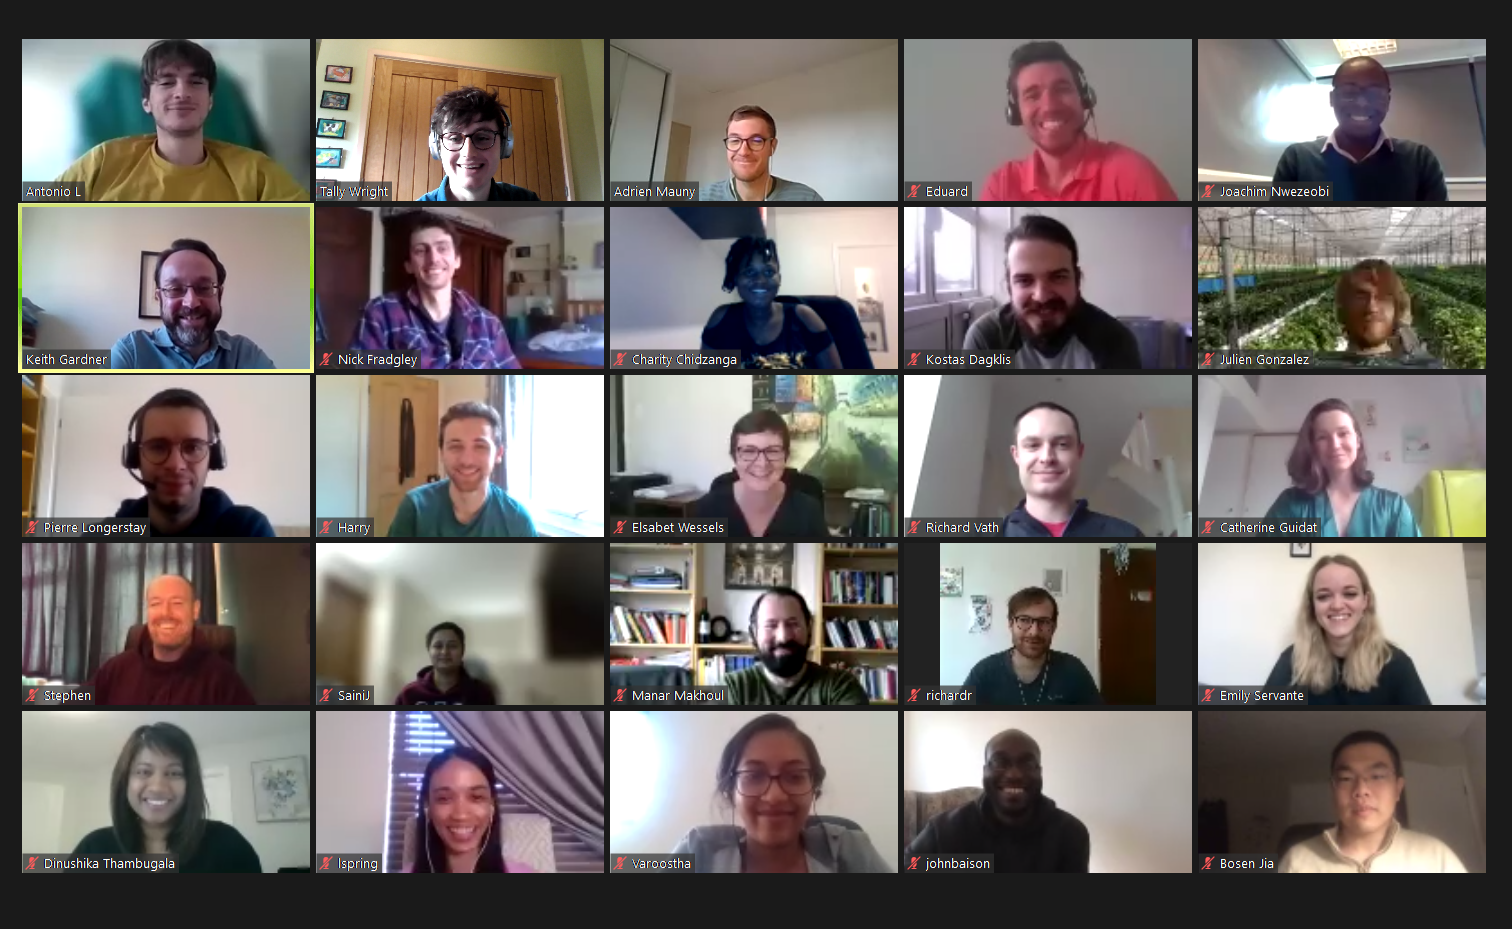 Antonio L
Tally Wright
Adrien Mauny
Eduard
Joachim Nwezeobi
Keith Gardner
Nick Fradgley
Charity Chidzanga
Kostas Dagklis
Julien Gonzalez
Pierre Longerstay
Harry
Elsabet Wessels
Richard Vath
Catherine Guidat
Stephen
SainiJ
Manar Makhoul
richardr
Emily Servante
Dinushika Thambugala
lspring
Varoostha
johnbaison
Bosen Jia